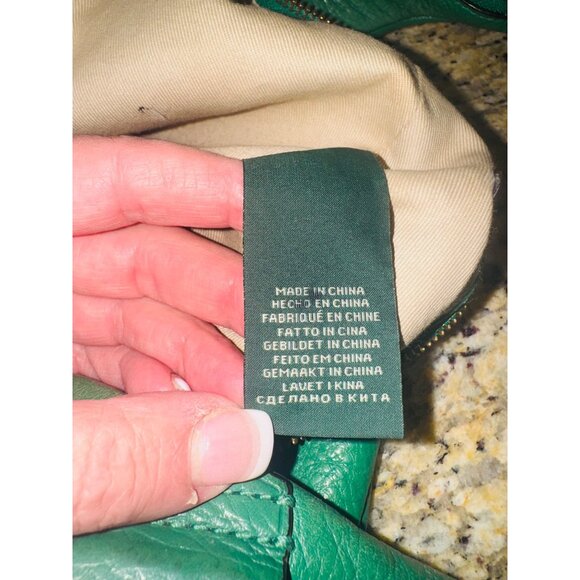 MADE IN CHINA
HECHO EN CHINA
FABRIQUÉ EN CHINE
FATTO IN CINA
GEBILDET IN CHINA
FEITO EM CHINA
GEMAAKT IN CHINA
LAVET I KINA
СДЕЛАНО В КИТА